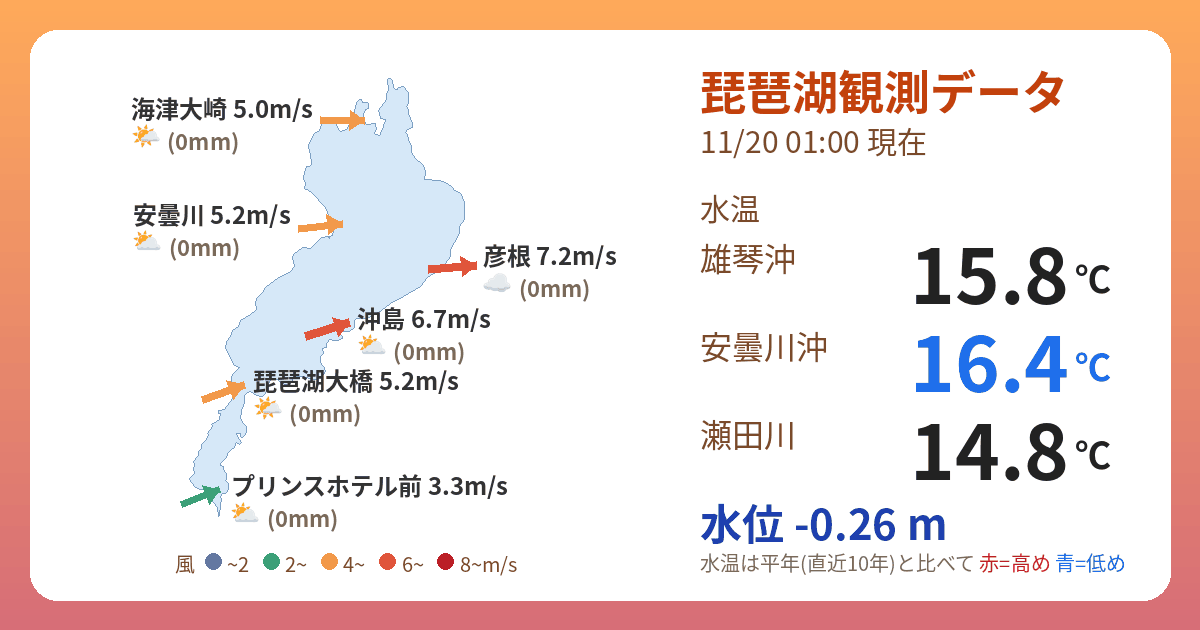 海津大崎 5.0m/s
(0mm)
安曇川 5.2m/s
(0mm)
彦根 7.2m/s
(0mm)
沖島 6.7m/s
(0mm)
琵琶湖大橋 5.2m/s
(0mm)
プリンスホテル前 3.3m/s
(0mm)
風 ~2 2~ 4~ 6~ 8~m/s
琵琶湖観測データ
11/20 01:00 現在
水温
雄琴沖 15.8℃
安曇川沖 16.4℃
瀬田川 14.8℃
水位 -0.26 m
水温は平年(直近10年)と比べて 赤=高め 青=低め